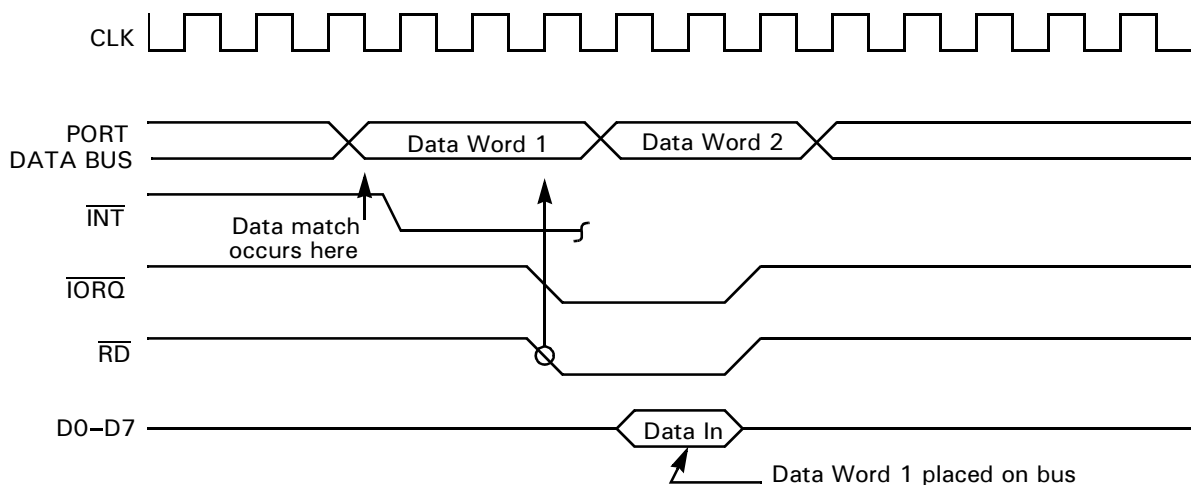 CLK
PORT
DATA BUS
Data Word 1
Data Word 2
INT
Data match
occurs here
IORQ
RD
D0–D7
Data In
Data Word 1 placed on bus